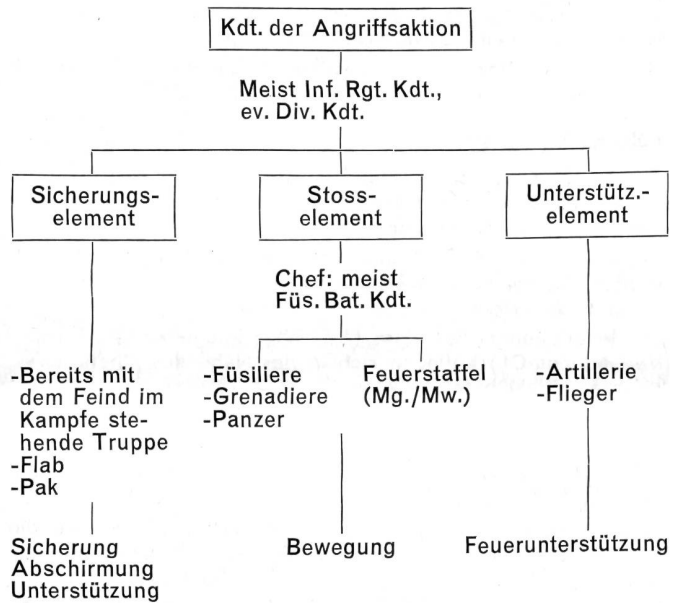 Kdt. der Angriffsaktion
Meist Inf. Rgt. Kdt.,
ev. Div. Kdt.
Sicherungs-
element
Stoss-
element
Unterstütz.-
element
Chef: meist
Füs. Bat. Kdt.
-Bereits mit
dem Feind im
Kampfe ste-
hende Truppe
-Flab
-Pak
-Füsiliere
-Grenadiere
-Panzer
Feuerstaffel
(Mg./Mw.)
-Artillerie
-Flieger
Sicherung
Abschirmung
Unterstützung
Bewegung
Feuerunterstützung